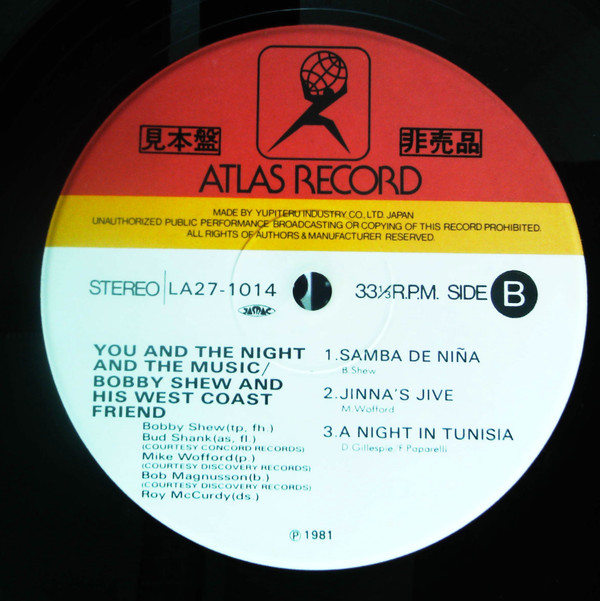 見本盤 非売品
ATLAS RECORD
MADE BY YUPITERU INDUSTRY CO., LTD. JAPAN
UNAUTHORIZED PUBLIC PERFORMANCE BROADCASTING OR COPYING OF THIS RECORD PROHIBITED.
ALL RIGHTS OF AUTHORS & MANUFACTURER RESERVED.
STEREO LA27-1014 33⅓R.P.M. SIDE B
JASRAC
YOU AND THE NIGHT
AND THE MUSIC/
BOBBY SHEW AND
HIS WEST COAST
FRIEND
Bobby Shew(tp, fh.)
Bud Shank(as, fl.)
(COURTESY CONCORD RECORDS)
Mike Wofford(p.)
(COURTESY DISCOVERY RECORDS)
Bob Magnusson(b.)
(COURTESY DISCOVERY RECORDS)
Roy McCurdy(ds.)
1.SAMBA DE NIÑA
B.Shew
2.JINNA'S JIVE
M.Wofford
3.A NIGHT IN TUNISIA
D.Gillespie/F.Paparelli
℗ 1981